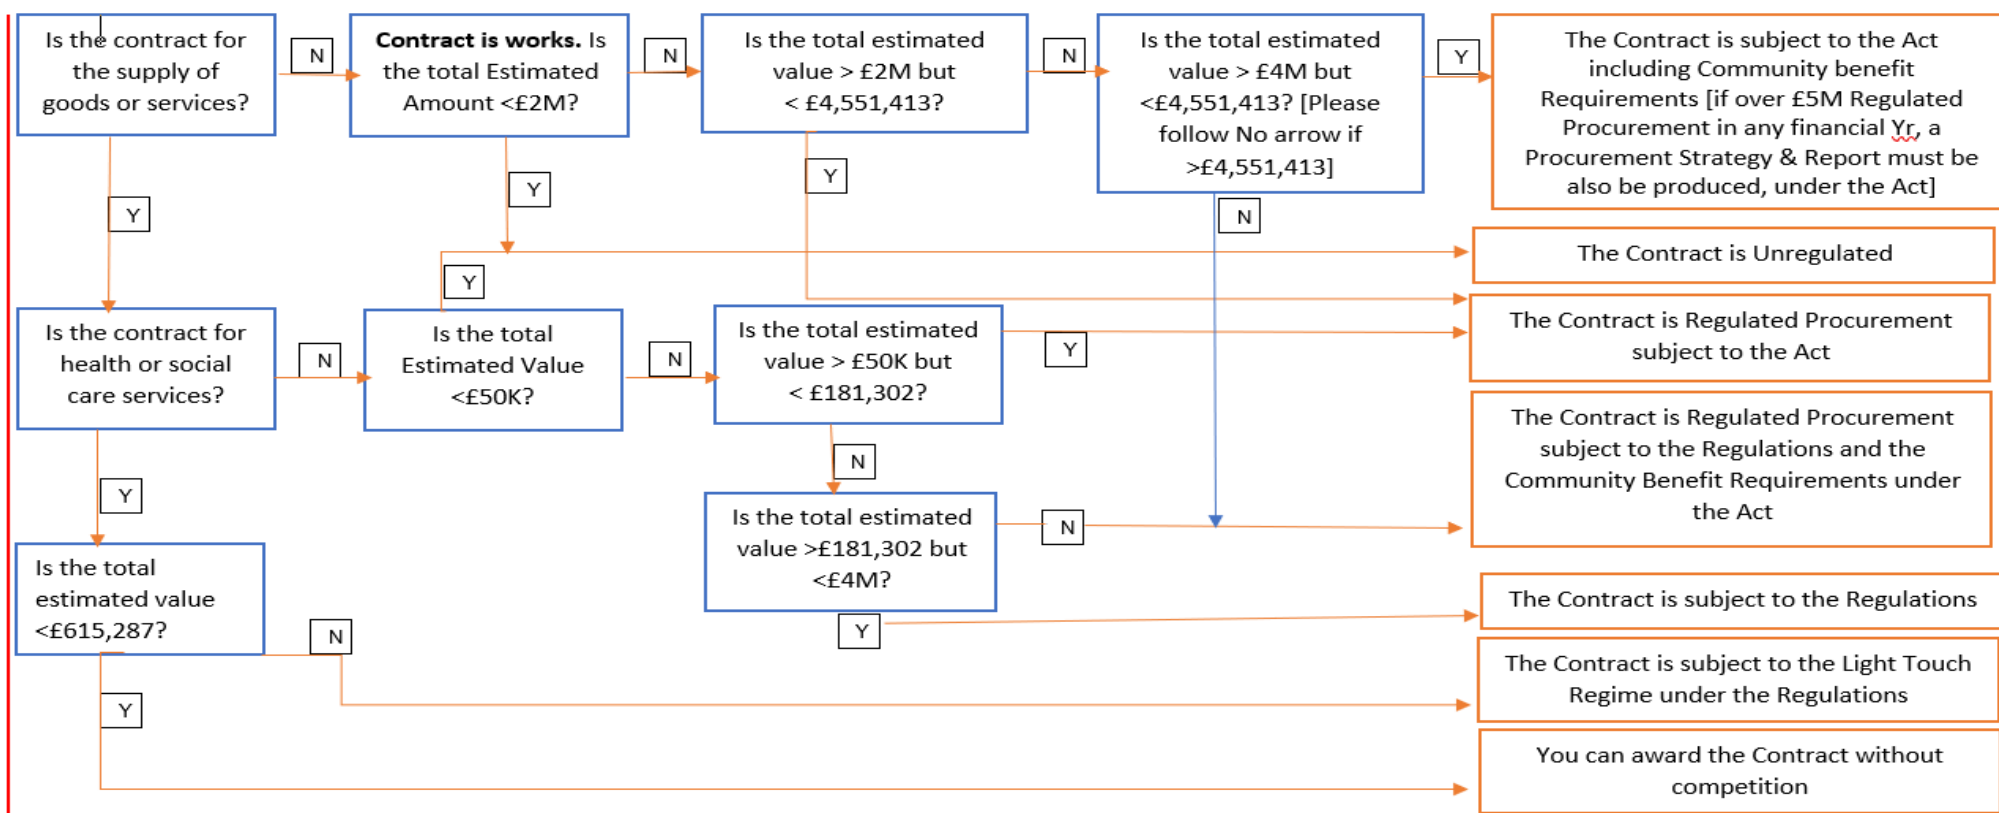 Is the contract for
the supply of
goods or services?
N
Contract is works. Is
the total Estimated
Amount <£2M?
N
Is the total estimated
value > £2M but
< £4,551,413?
N
Is the total estimated
value > £4M but
<£4,551,413? [Please
follow No arrow if
>£4,551,413]
Y
The Contract is subject to the Act
including Community benefit
Requirements [if over £5M Regulated
Procurement in any financial Yr, a
Procurement Strategy & Report must be
also be produced, under the Act]
Y
Y
Y
N
Y
The Contract is Unregulated
Is the contract for
health or social
care services?
N
Is the total
Estimated Value
<£50K?
N
Is the total estimated
value > £50K but
< £181,302?
Y
The Contract is Regulated Procurement
subject to the Act
Y
N
The Contract is Regulated Procurement
subject to the Regulations and the
Community Benefit Requirements under
the Act
Is the total estimated
value >£181,302 but
<£4M?
N
Y
Is the total
estimated value
<£615,287?
N
The Contract is subject to the Regulations
The Contract is subject to the Light Touch
Regime under the Regulations
Y
You can award the Contract without
competition